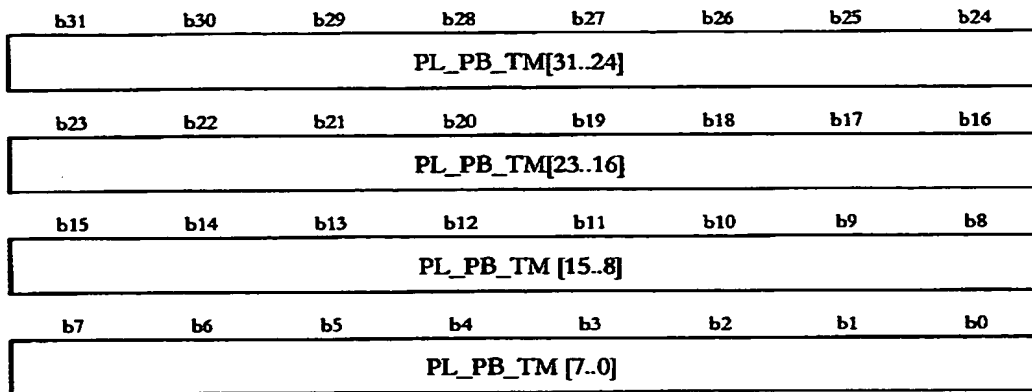 b31 b30 b29 b28 b27 b26 b25 b24
PL_PB_TM[31..24]
b23 b22 b21 b20 b19 b18 b17 b16
PL_PB_TM[23..16]
b15 b14 b13 b12 b11 b10 b9 b8
PL_PB_TM [15..8]
b7 b6 b5 b4 b3 b2 b1 b0
PL_PB_TM [7..0]